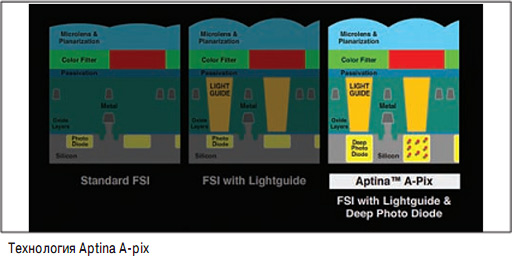 Microlens &
Planarization
Color Filter
Passivation
Metal
Oxide
Layers
Photo
Diode
Silicon
Standard FSI
Microlens &
Planarization
Color Filter
Passivation
LIGHT
GUIDE
Metal
Oxide
Layers
Photo
Diode
Silicon
FSI with Lightguide
Microlens &
Planarization
Color Filter
Passivation
LIGHT
GUIDE
Metal
Oxide
Layers
Deep
Photo
Diode
Silicon
Aptina™ A-Pix
FSI with Lightguide &
Deep Photo Diode
Технология Aptina A-pix